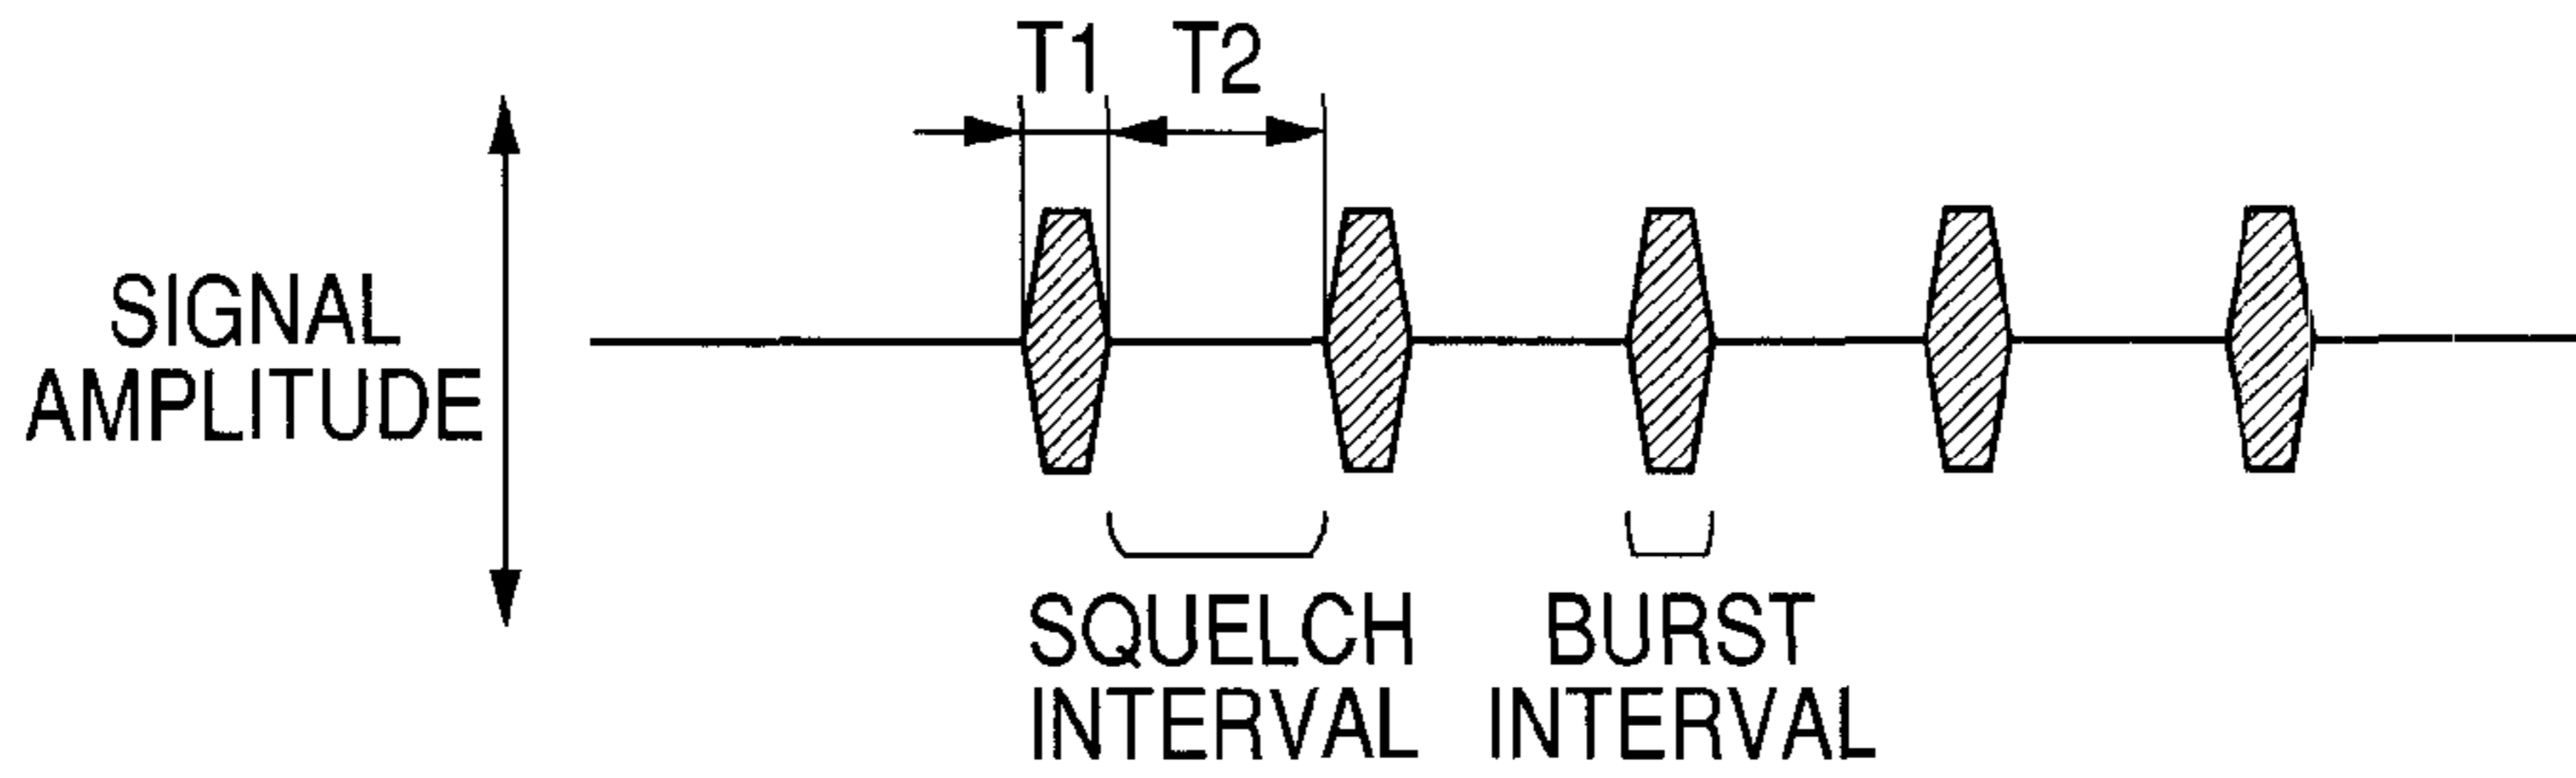 T1 T2
SIGNAL
AMPLITUDE
SQUELCH
INTERVAL
BURST
INTERVAL